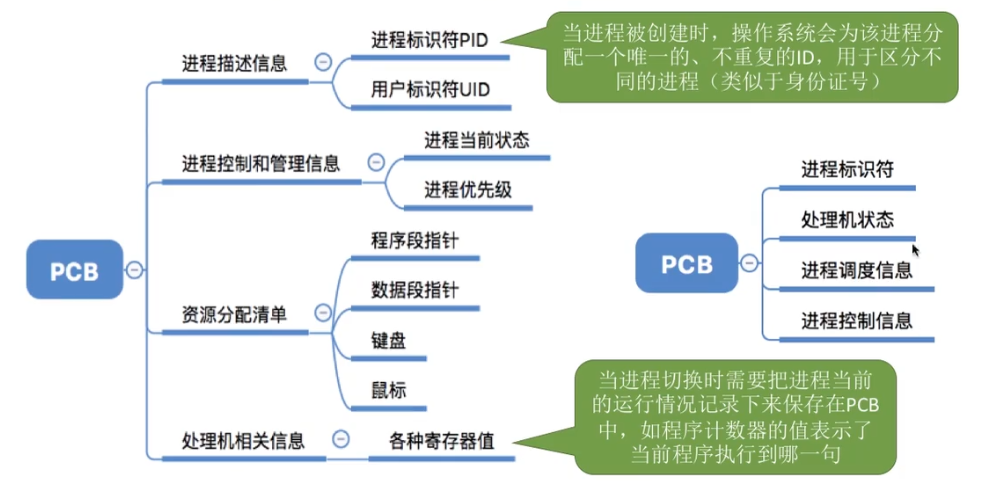 进程标识符PID
当进程被创建时，操作系统会为该进程分
配一个唯一的、不重复的ID，用于区分不
同的进程（类似于身份证号）
进程描述信息
用户标识符UID
进程当前状态
进程控制和管理信息
进程优先级
程序段指针
数据段指针
PCB
资源分配清单
键盘
鼠标
处理机相关信息
各种寄存器值
进程标识符
处理机状态
PCB
进程调度信息
进程控制信息
当进程切换时需要把进程当前
的运行情况记录下来保存在PCB
中，如程序计数器的值表示了
当前程序执行到哪一句